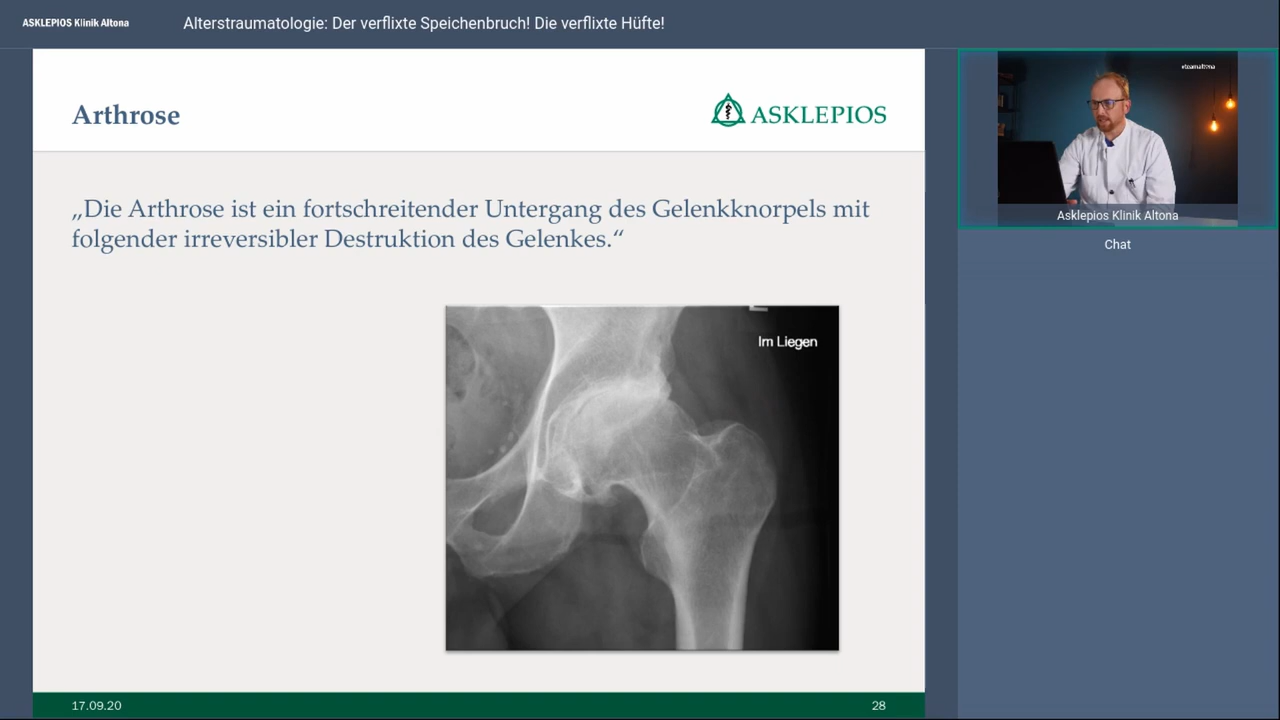 ASKLEPIOS Klinik Altona
Alterstraumatologie: Der verflixte Speichenbruch! Die verflixte Hüfte!
Arthrose
ASKLEPIOS
„Die Arthrose ist ein fortschreitender Untergang des Gelenkknorpels mit
folgender irreversibler Destruktion des Gelenkes.“
Im Liegen
17.09.20
28
#teamaltona
Asklepios Klinik Altona
Chat